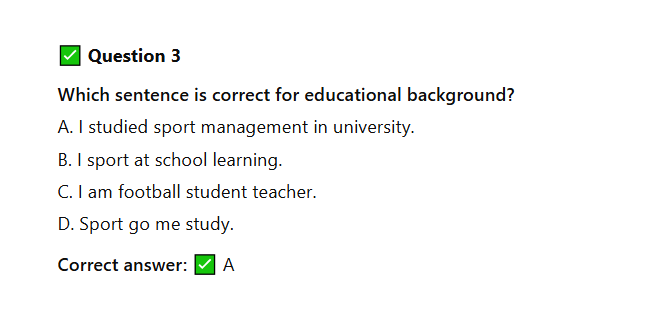 ✅ Question 3
Which sentence is correct for educational background?
A. I studied sport management in university.
B. I sport at school learning.
C. I am football student teacher.
D. Sport go me study.
Correct answer: ✅ A